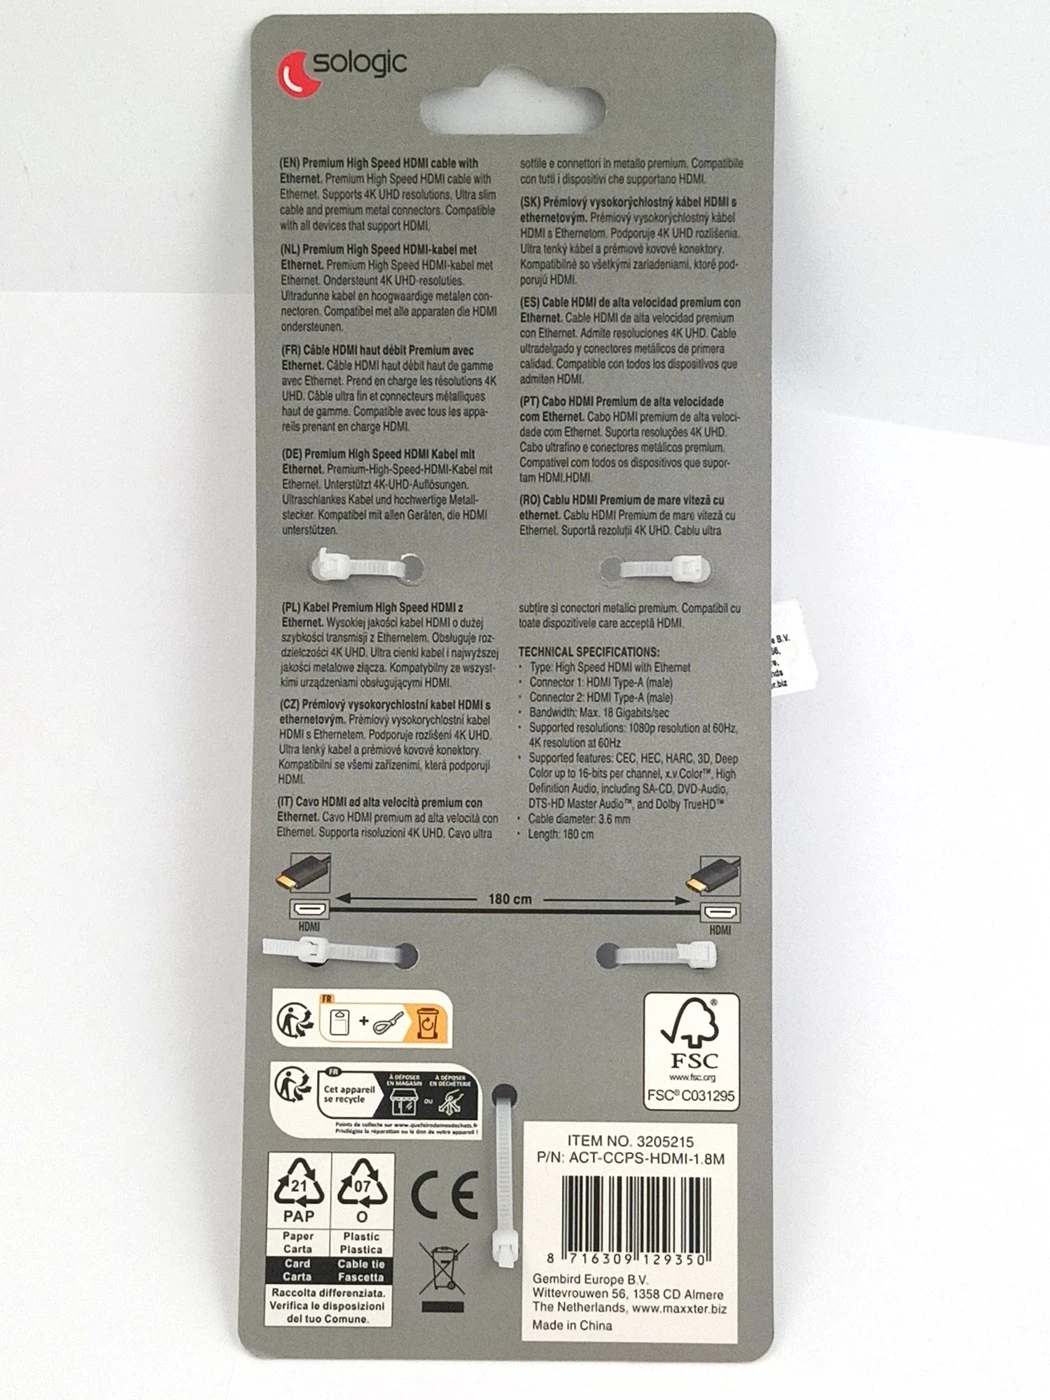 sologic
(EN) Premium High Speed HDMI cable with
Ethernet. Premium High Speed HDMI cable with
Ethernet. Supports 4K UHD resolutions. Ultra slim
cable and premium metal connectors. Compatible
with all devices that support HDMI.
(NL) Premium High Speed HDMI-kabel met
Ethernet. Premium High Speed HDMI-kabel met
Ethernet. Ondersteunt 4K UHD-resoluties.
Ultradunne kabel en hoogwaardige metalen con-
nectoren. Compatibel met alle apparaten die HDMI
ondersteunen.
(FR) Câble HDMI haut débit Premium avec
Ethernet. Câble HDMI haut débit haut de gamme
avec Ethernet. Prend en charge les résolutions 4K
UHD. Câble ultra fin et connecteurs métalliques
haut de gamme. Compatible avec tous les appa-
reils prenant en charge HDMI.
(DE) Premium High Speed HDMI Kabel mit
Ethernet. Premium-High-Speed-HDMI-Kabel mit
Ethernet. Unterstützt 4K-UHD-Auflösungen.
Ultraschlankes Kabel und hochwertige Metall-
stecker. Kompatibel mit allen Geräten, die HDMI
unterstützen.
(PL) Kabel Premium High Speed HDMI z
Ethernet. Wysokiej jakości kabel HDMI o dużej
szybkości transmisji z Ethernetem. Obsługuje roz-
dzielczości 4K UHD. Ultra cienki kabel i najwyższej
jakości metalowe złącza. Kompatybilny ze wszyst-
kimi urządzeniami obsługującymi HDMI.
(CZ) Prémiový vysokorychlostní kabel HDMI s
ethernetovým. Prémiový vysokorychlostní kabel
HDMI s Ethernetem. Podporuje rozlišení 4K UHD.
Ultra tenký kabel a prémiové kovové konektory.
Kompatibilní se všemi zařízeními, která podporují
HDMI.
(IT) Cavo HDMI ad alta velocità premium con
Ethernet. Cavo HDMI premium ad alta velocità con
Ethernet. Supporta risoluzioni 4K UHD. Cavo ultra
sottile e connettori in metallo premium. Compatibile
con tutti i dispositivi che supportano HDMI.
(SK) Prémiový vysokorýchlostný kábel HDMI s
ethernetovým. Prémiový vysokorýchlostný kábel
HDMI s Ethernetom. Podporuje 4K UHD rozlíšenia.
Ultra tenký kábel a prémiové kovové konektory.
Kompatibilné so všetkými zariadeniami, ktoré pod-
porujú HDMI.
(ES) Cable HDMI de alta velocidad premium con
Ethernet. Cable HDMI de alta velocidad premium
con Ethernet. Admite resoluciones 4K UHD. Cable
ultradelgado y conectores metálicos de primera
calidad. Compatible con todos los dispositivos que
admiten HDMI.
(PT) Cabo HDMI Premium de alta velocidade
com Ethernet. Cabo HDMI premium de alta veloci-
dade com Ethernet. Suporta resoluções 4K UHD.
Cabo ultrafino e conectores metálicos premium.
Compatível com todos os dispositivos que supor-
tam HDMI.HDMI.
(RO) Cablu HDMI Premium de mare viteză cu
ethernet. Cablu HDMI Premium de mare viteză cu
Ethernet. Suportă rezoluții 4K UHD. Cablu ultra
subțire și conectori metalici premium. Compatibil cu
toate dispozitivele care acceptă HDMI.
TECHNICAL SPECIFICATIONS:
• Type: High Speed HDMI with Ethernet
• Connector 1: HDMI Type-A (male)
• Connector 2: HDMI Type-A (male)
• Bandwidth: Max. 18 Gigabits/sec
• Supported resolutions: 1080p resolution at 60Hz,
4K resolution at 60Hz
• Supported features: CEC, HEC, HARC, 3D, Deep
Color up to 16-bits per channel, x.v.Color™, High
Definition Audio, including SA-CD, DVD-Audio,
DTS-HD Master Audio™, and Dolby TrueHD™
• Cable diameter: 3.6 mm
• Length: 180 cm
e B.V.
56,
re,
nds
er.biz
180 cm
HDMI
HDMI
FR
+
FR
Cet appareil
se recycle
À DÉPOSER
EN MAGASIN
OU
À DÉPOSER
EN DÉCHÈTERIE
Points de collecte sur www.quefairedemesdechets.fr
Privilégiez la réparation ou le don de votre appareil !
FSC®
www.fsc.org
FSC® C031295
21
PAP
Paper
Carta
Card
Carta
07
O
Plastic
Plastica
Cable tie
Fascetta
Raccolta differenziata.
Verifica le disposizioni
del tuo Comune.
CE
ITEM NO. 3205215
P/N: ACT-CCPS-HDMI-1.8M
8 716309 129350
Gembird Europe B.V.
Wittevrouwen 56, 1358 CD Almere
The Netherlands, www.maxxter.biz
Made in China